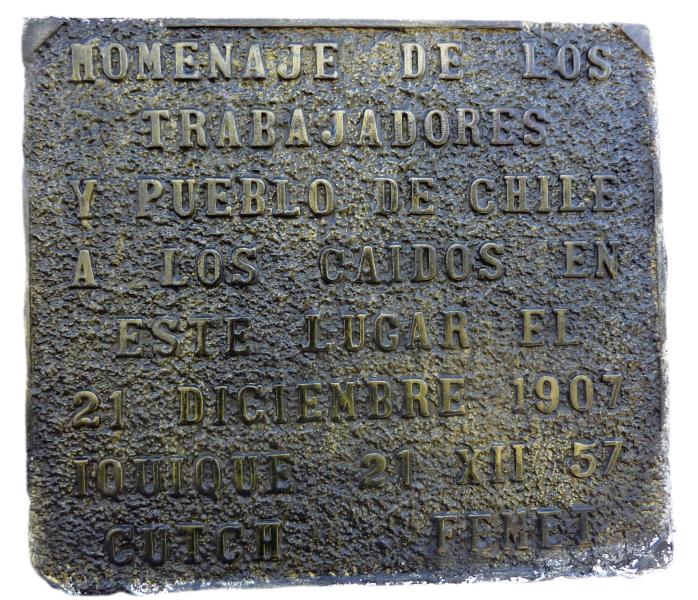 HOMENAJE DE LOS
TRABAJADORES
Y PUEBLO DE CHILE
A LOS CAIDOS EN
ESTE LUGAR EL
21 DICIEMBRE 1907
IQUIQUE 21 XII 57
CUTCH FEMET